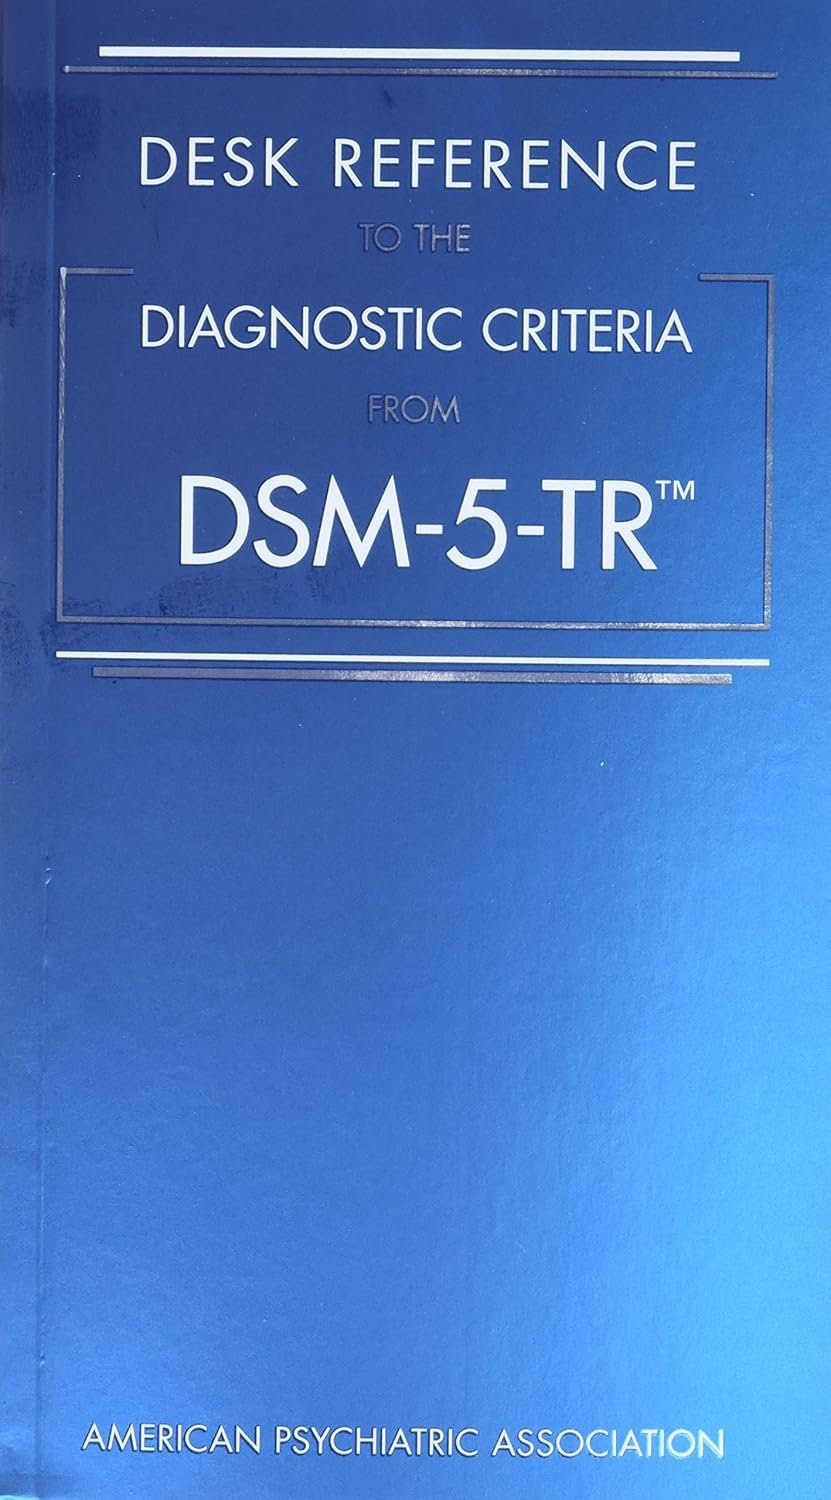 DESK REFERENCE
TO THE
DIAGNOSTIC CRITERIA
FROM
DSM-5-TR™
AMERICAN PSYCHIATRIC ASSOCIATION